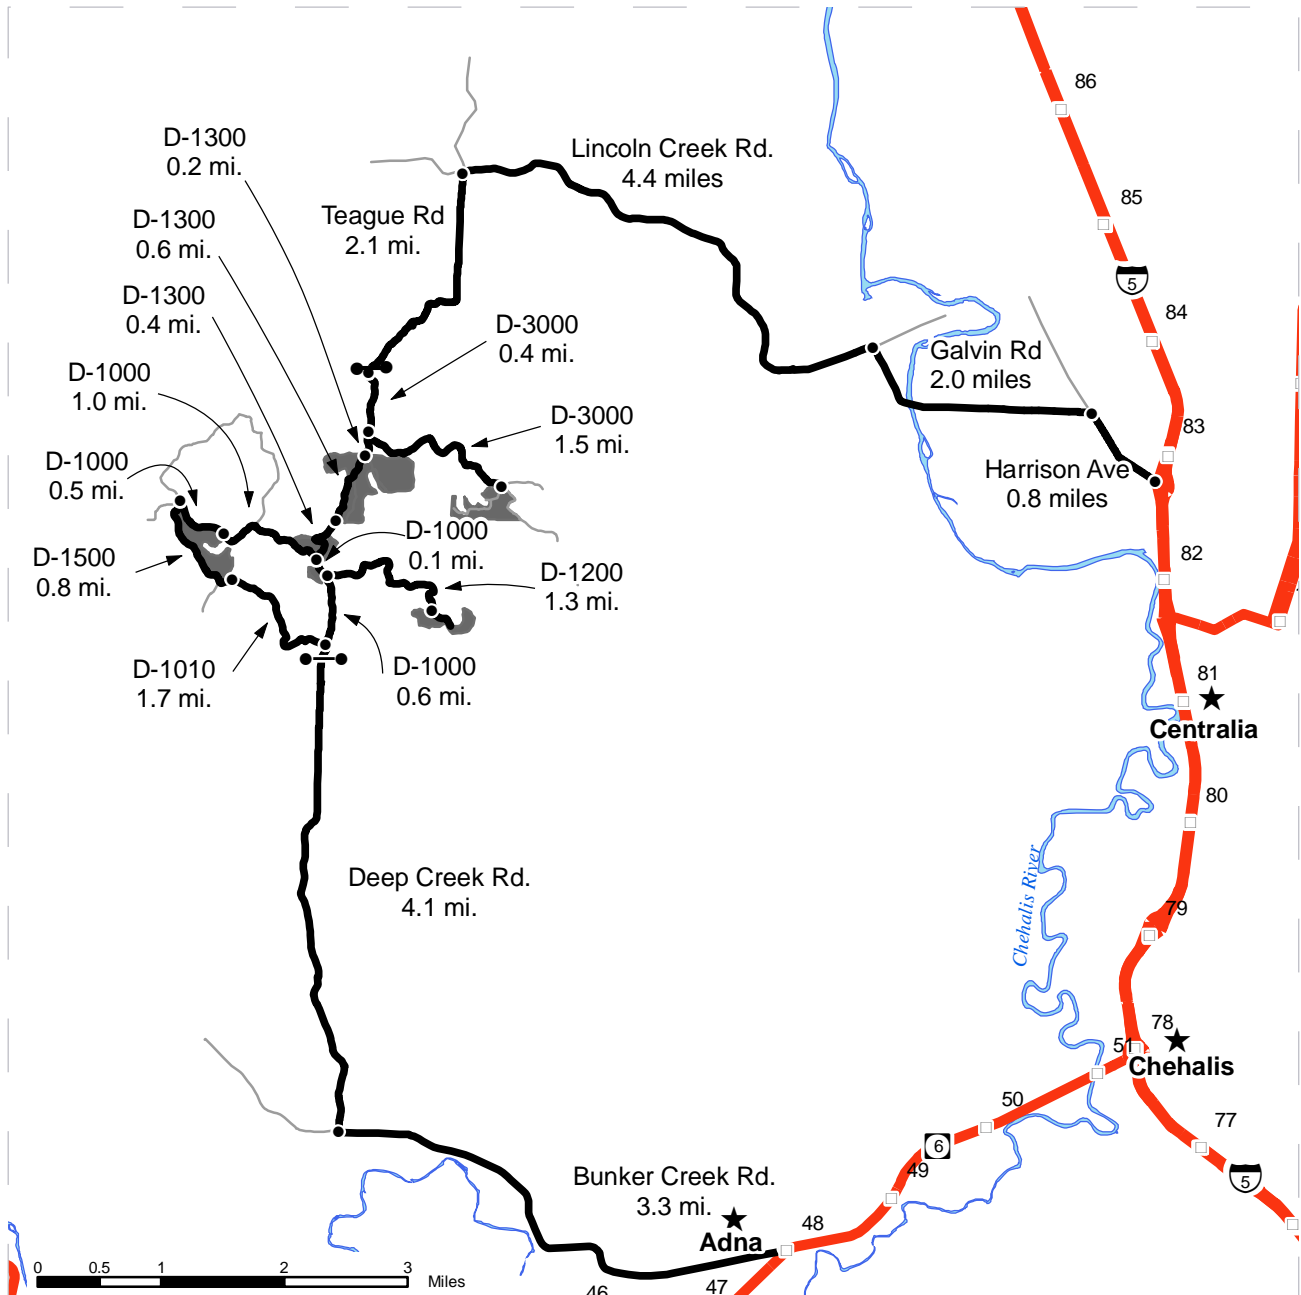 86
D-1300
0.2 mi.
Lincoln Creek Rd.
4.4 miles
85
D-1300
0.6 mi.
Teague Rd
2.1 mi.
5
D-1300
0.4 mi.
84
D-3000
0.4 mi.
Galvin Rd
2.0 miles
D-1000
1.0 mi.
D-3000
1.5 mi.
83
D-1000
0.5 mi.
Harrison Ave
0.8 miles
D-1000
0.1 mi.
D-1500
0.8 mi.
82
D-1200
1.3 mi.
D-1010
1.7 mi.
D-1000
0.6 mi.
81
Centralia
80
Deep Creek Rd.
4.1 mi.
Chehalis River
79
78
51
Chehalis
50
77
6
49
5
Bunker Creek Rd.
3.3 mi.
48
Adna
0 0.5 1 2 3 Miles
47
46